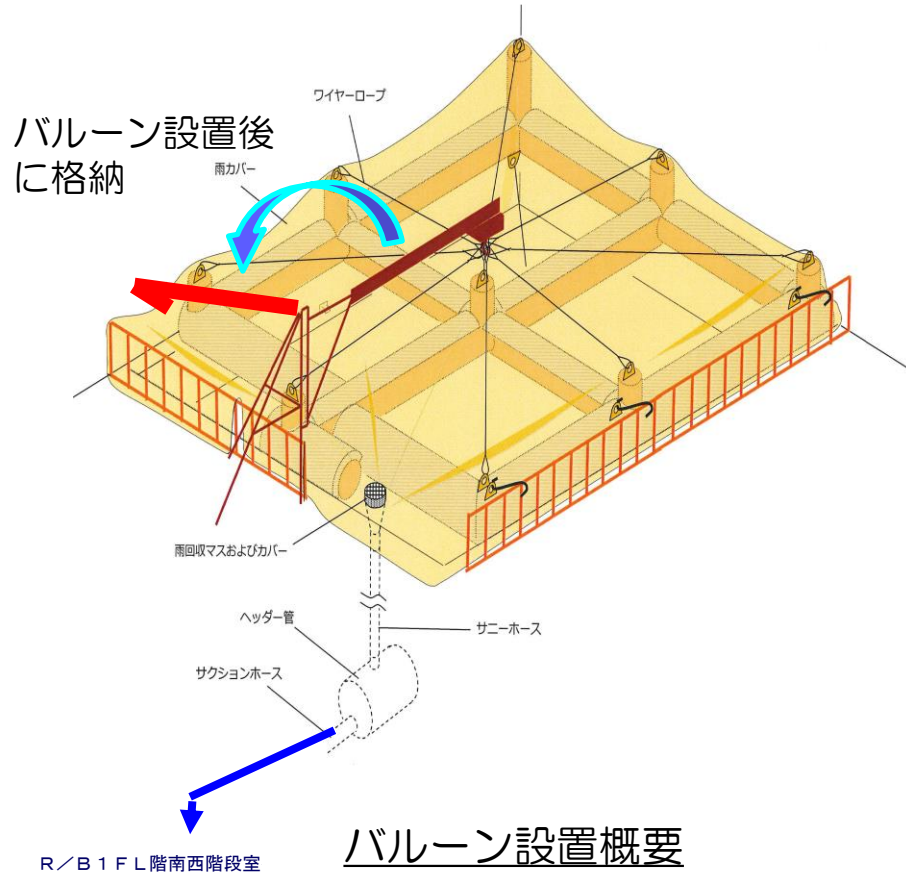 ワイヤーロープ
バルーン設置後
に格納
雨カバー
雨回収マスおよびカバー
ヘッダー管
サニーホース
サクションホース
バルーン設置概要
R/B1FL階南西階段室